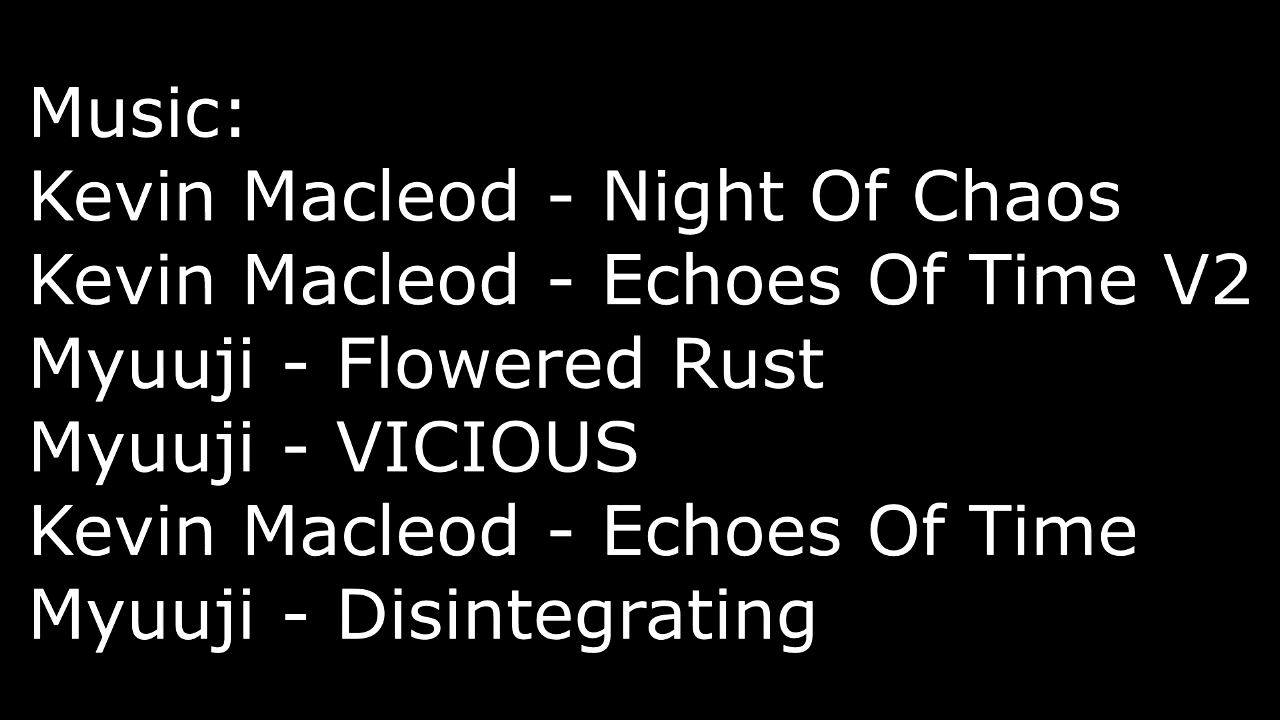 Music:
Kevin Macleod - Night Of Chaos
Kevin Macleod - Echoes Of Time V2
Myuuji - Flowered Rust
Myuuji - VICIOUS
Kevin Macleod - Echoes Of Time
Myuuji - Disintegrating